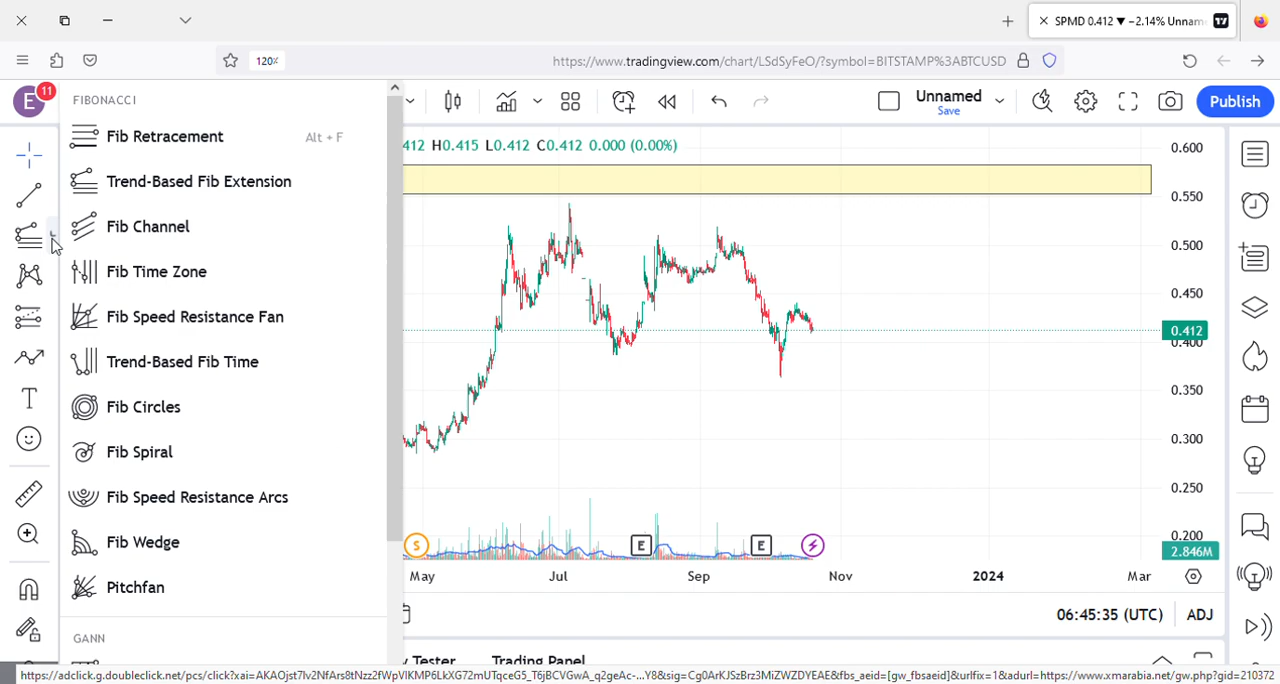 SPMD 0.412 ▼ −2.14% Unnam
120%
https://www.tradingview.com/chart/LSdSyFeO/?symbol=BITSTAMP%3ABTCUSD
E
11
Unnamed
Save
Publish
FIBONACCI
Fib Retracement Alt + F
Trend-Based Fib Extension
Fib Channel
Fib Time Zone
Fib Speed Resistance Fan
Trend-Based Fib Time
Fib Circles
Fib Spiral
Fib Speed Resistance Arcs
Fib Wedge
Pitchfan
GANN
412 H0.415 L0.412 C0.412 0.000 (0.00%)
0.600
0.550
0.500
0.450
0.412
0.400
0.350
0.300
0.250
0.200
2.846M
S
E
E
May Jul Sep Nov 2024 Mar
06:45:35 (UTC) ADJ
Tester Trading Panel